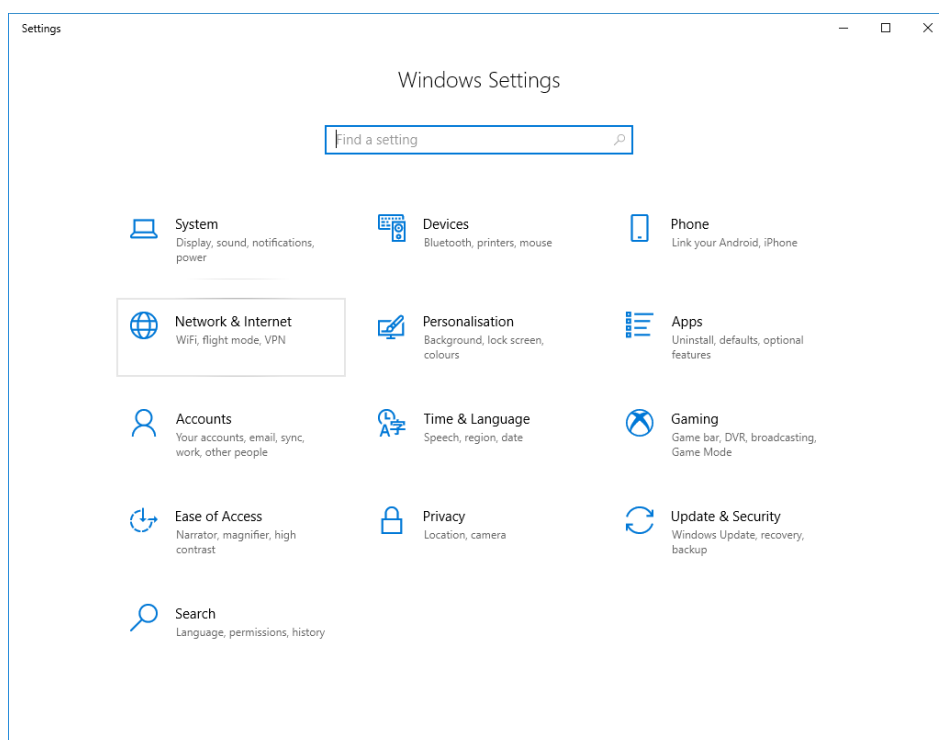 Settings
Windows Settings
Find a setting
System
Display, sound, notifications,
power
Devices
Bluetooth, printers, mouse
Phone
Link your Android, iPhone
Network & Internet
WiFi, flight mode, VPN
Personalisation
Background, lock screen,
colours
Apps
Uninstall, defaults, optional
features
Accounts
Your accounts, email, sync,
work, other people
Time & Language
Speech, region, date
Gaming
Game bar, DVR, broadcasting,
Game Mode
Ease of Access
Narrator, magnifier, high
contrast
Privacy
Location, camera
Update & Security
Windows Update, recovery,
backup
Search
Language, permissions, history